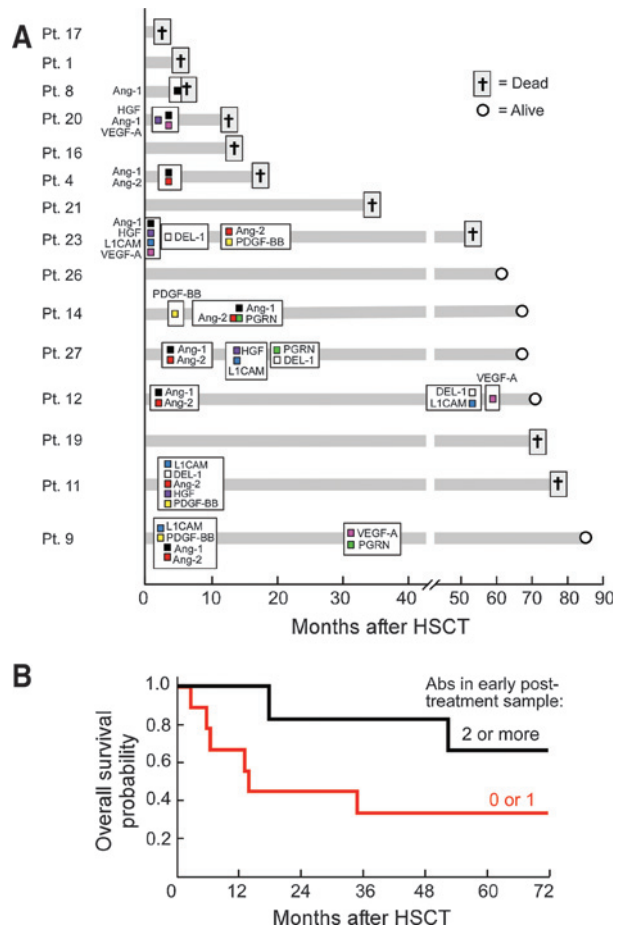 A
Pt. 17
Pt. 1
Pt. 8
Ang-1
Pt. 20
HGF
Ang-1
VEGF-A
Pt. 16
Pt. 4
Ang-1
Ang-2
Pt. 21
Pt. 23
Ang-1
HGF
L1CAM
VEGF-A
DEL-1
Ang-2
PDGF-BB
Pt. 26
Pt. 14
PDGF-BB
Ang-1
Ang-2 PGRN
Pt. 27
Ang-1
Ang-2
HGF
L1CAM
PGRN
DEL-1
Pt. 12
Ang-1
Ang-2
DEL-1
L1CAM
VEGF-A
Pt. 19
Pt. 11
L1CAM
DEL-1
Ang-2
HGF
PDGF-BB
Pt. 9
L1CAM
PDGF-BB
Ang-1
Ang-2
VEGF-A
PGRN
= Dead
= Alive
0 10 20 30 40 50 60 70 80 90
Months after HSCT
B
Abs in early post-
treatment sample:
2 or more
0 or 1
Overall survival
probability
1.0
0.8
0.6
0.4
0.2
0 12 24 36 48 60 72
Months after HSCT